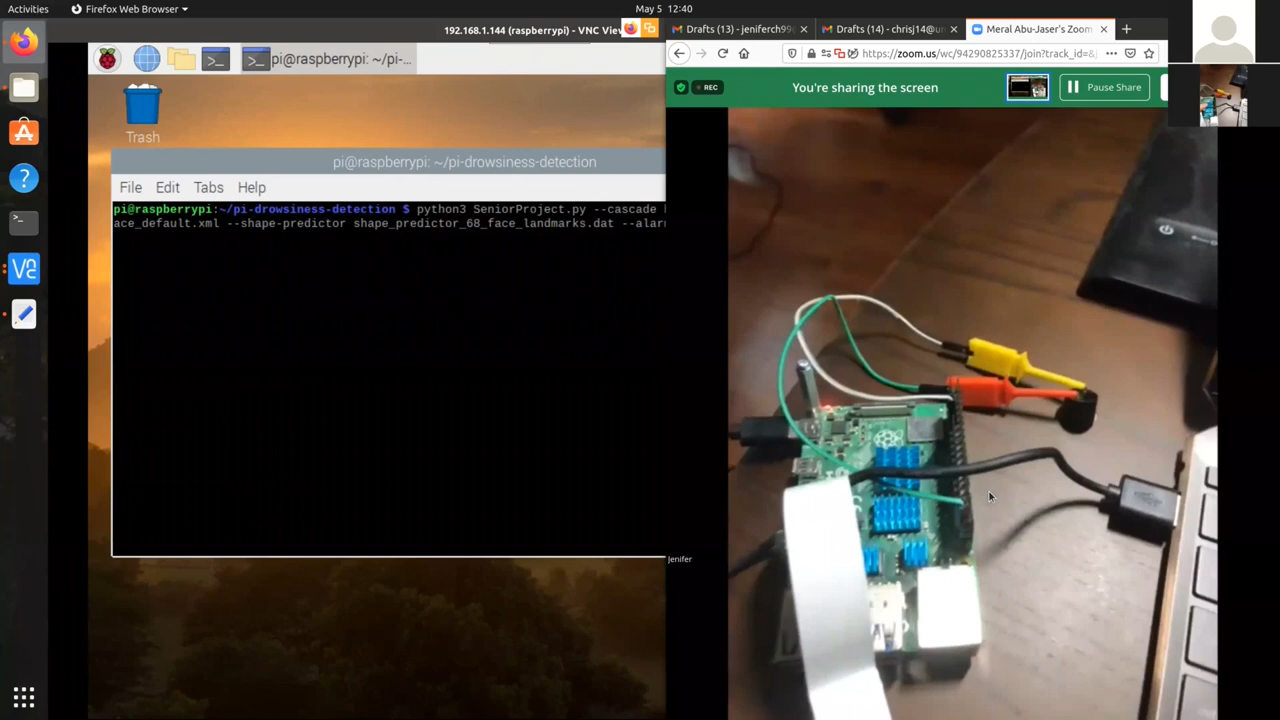 Activities
Firefox Web Browser
May 5 12:40
192.168.1.144 (raspberrypi) - VNC View
pi@raspberrypi: ~/pi-...
Trash
pi@raspberrypi: ~/pi-drowsiness-detection
File Edit Tabs Help
pi@raspberrypi:~/pi-drowsiness-detection $ python3 SeniorProject.py --cascade
ace_default.xml --shape-predictor shape_predictor_68_face_landmarks.dat --alar
Drafts (13) - jeniferch99
Drafts (14) - chrisj14@un
Meral Abu-Jaser's Zoom
https://zoom.us/wc/94290825337/join?track_id=&
REC
You're sharing the screen
Pause Share
Jenifer